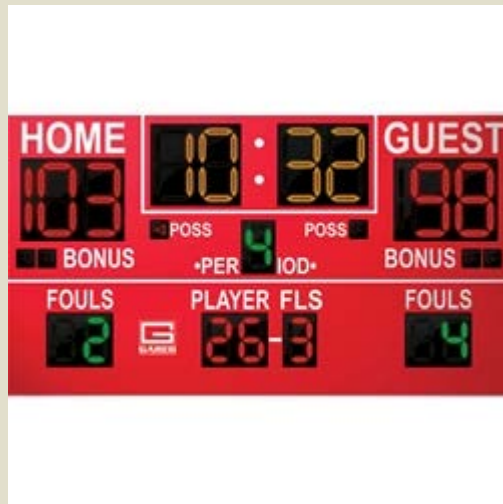 HOME 10:32 GUEST
103 98
POSS 4 POSS
BONUS •PER IOD• BONUS
FOULS PLAYER FLS FOULS
2 G 26-3 4
GAMES